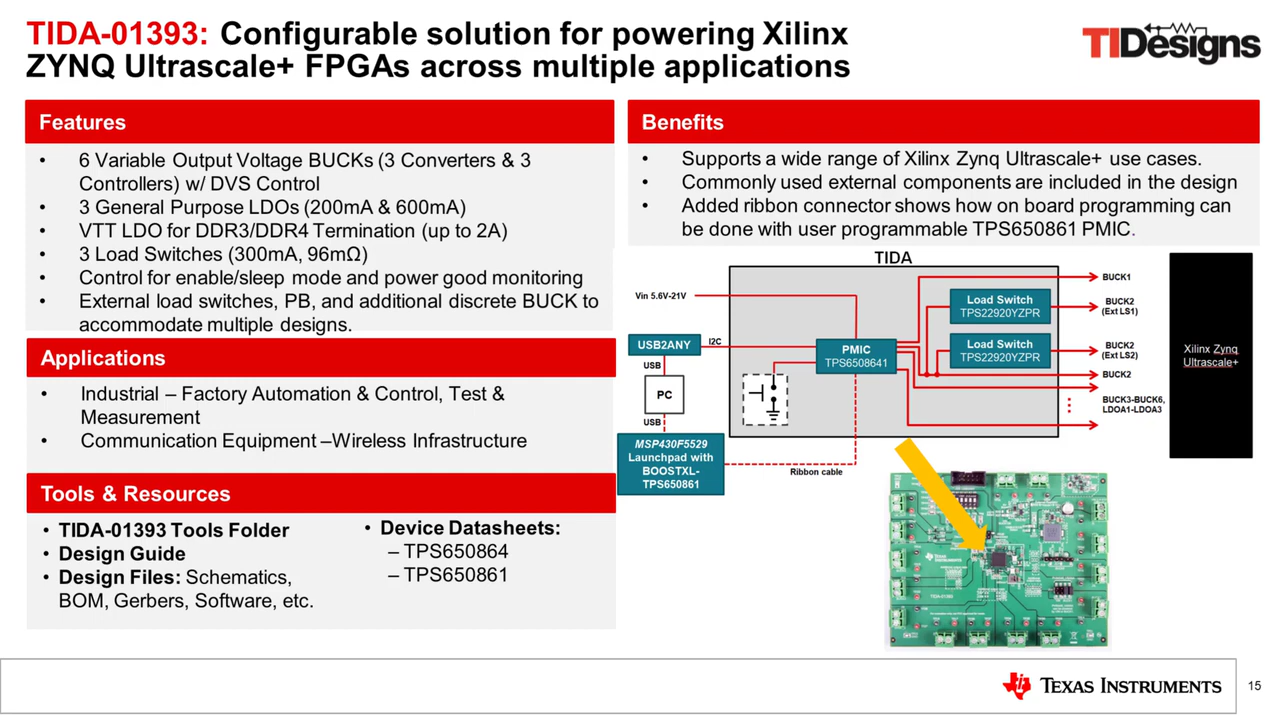 TIDA-01393: Configurable solution for powering Xilinx
ZYNQ Ultrascale+ FPGAs across multiple applications
TIDesigns
Features
• 6 Variable Output Voltage BUCKs (3 Converters & 3
Controllers) w/ DVS Control
• 3 General Purpose LDOs (200mA & 600mA)
• VTT LDO for DDR3/DDR4 Termination (up to 2A)
• 3 Load Switches (300mA, 96mΩ)
• Control for enable/sleep mode and power good monitoring
• External load switches, PB, and additional discrete BUCK to
accommodate multiple designs.
Applications
• Industrial – Factory Automation & Control, Test &
Measurement
• Communication Equipment –Wireless Infrastructure
Tools & Resources
• TIDA-01393 Tools Folder
• Design Guide
• Design Files: Schematics,
BOM, Gerbers, Software, etc.
• Device Datasheets:
– TPS650864
– TPS650861
Benefits
• Supports a wide range of Xilinx Zynq Ultrascale+ use cases.
• Commonly used external components are included in the design
• Added ribbon connector shows how on board programming can
be done with user programmable TPS650861 PMIC.
TIDA
Vin 5.6V-21V
USB2ANY
I2C
USB
PC
USB
MSP430F5529
Launchpad with
BOOSTXL-
TPS650861
Ribbon cable
PMIC
TPS6508641
Load Switch
TPS22920YZPR
Load Switch
TPS22920YZPR
BUCK1
BUCK2
(Ext LS1)
BUCK2
(Ext LS2)
BUCK2
BUCK3-BUCK6,
LDOA1-LDOA3
Xilinx Zynq
Ultrascale+
TEXAS INSTRUMENTS
15